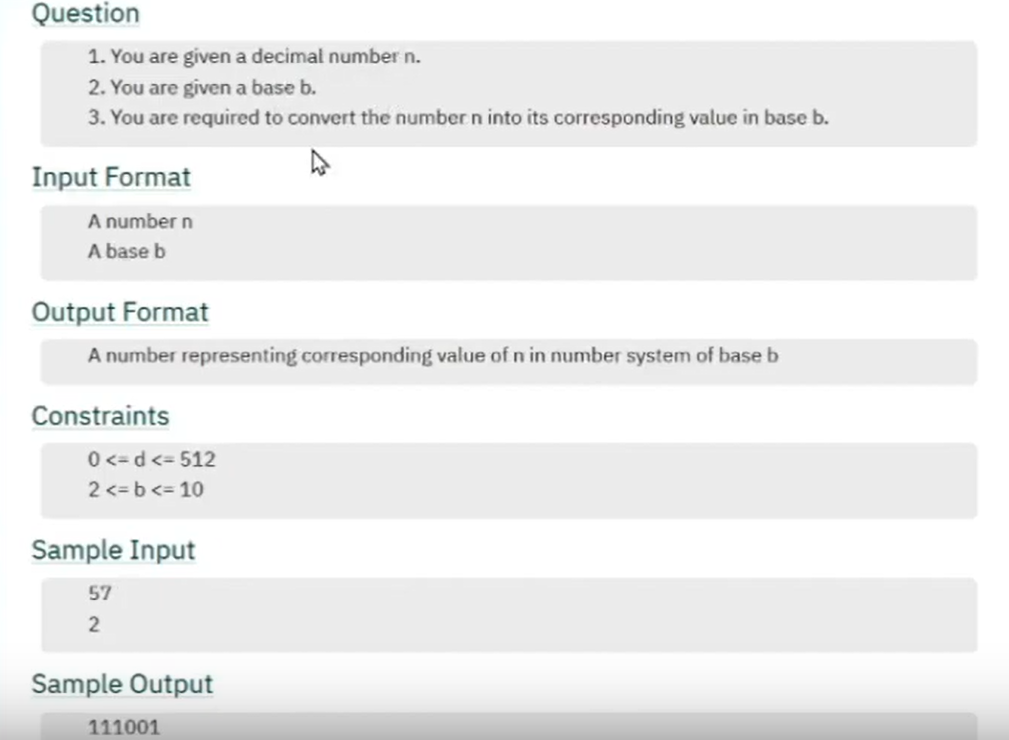 Question
1. You are given a decimal number n.
2. You are given a base b.
3. You are required to convert the number n into its corresponding value in base b.
Input Format
A number n
A base b
Output Format
A number representing corresponding value of n in number system of base b
Constraints
0 <= d <= 512
2 <= b <= 10
Sample Input
57
2
Sample Output
111001